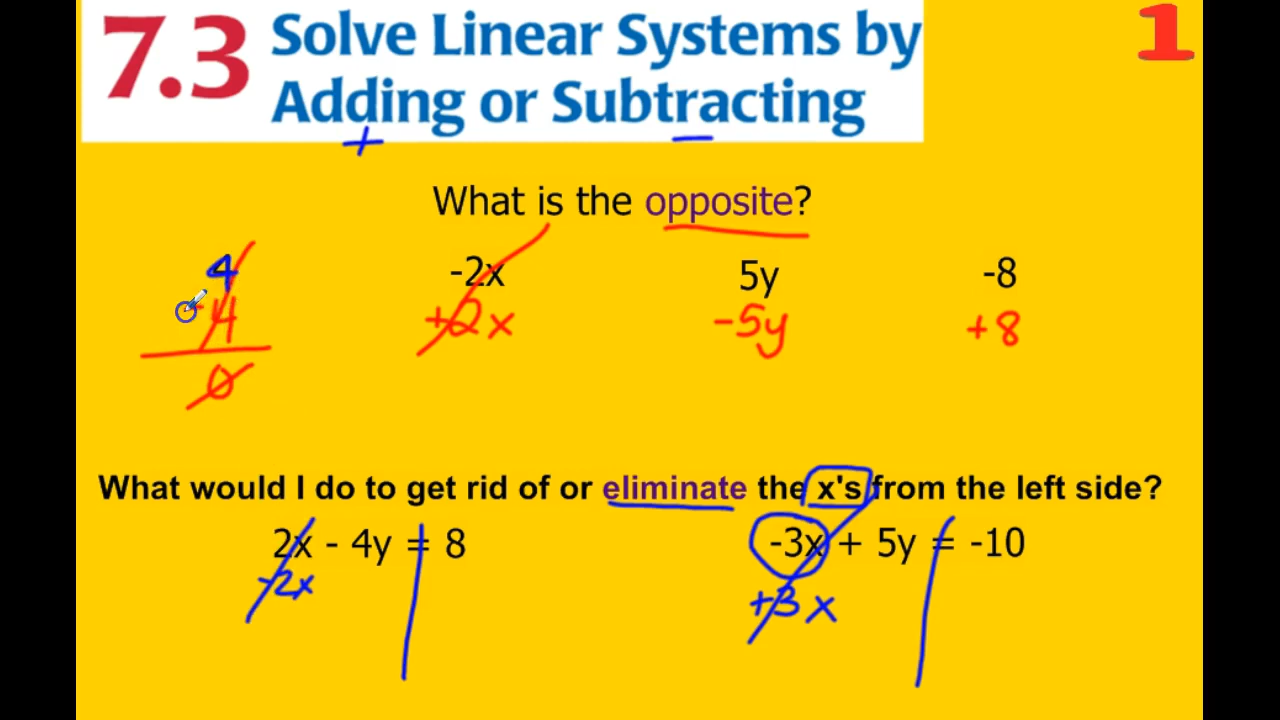 7.3 Solve Linear Systems by
Adding or Subtracting
1
+ −
What is the opposite?
4 -2x 5y -8
-4 +2x -5y +8
0
What would I do to get rid of or eliminate the x's from the left side?
2x - 4y = 8 -3x + 5y = -10
-2x +3x